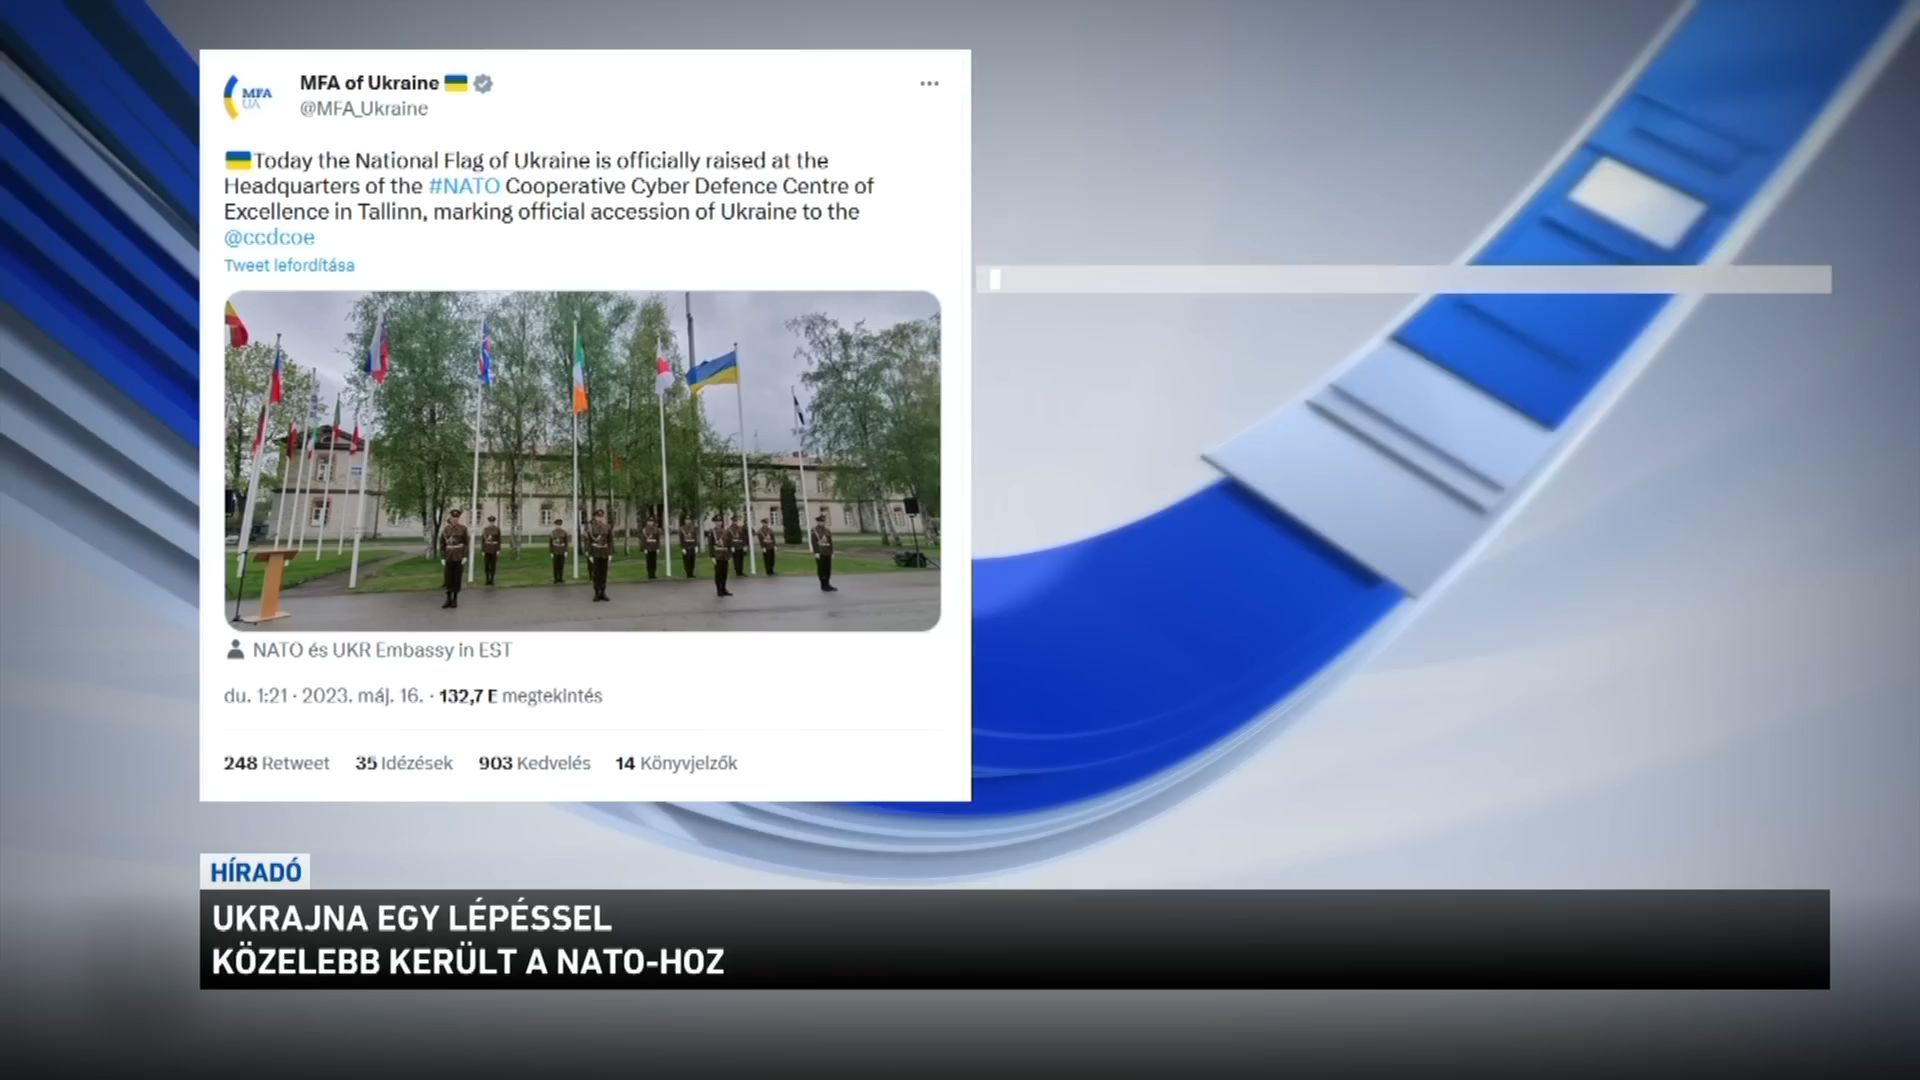 MFA UA
MFA of Ukraine
@MFA_Ukraine
Today the National Flag of Ukraine is officially raised at the
Headquarters of the #NATO Cooperative Cyber Defence Centre of
Excellence in Tallinn, marking official accession of Ukraine to the
@ccdcoe
Tweet lefordítása
NATO és UKR Embassy in EST
du. 1:21 · 2023. máj. 16. · 132,7 E megtekintés
248 Retweet 35 Idézések 903 Kedvelés 14 Könyvjelzők
HÍRADÓ
UKRAJNA EGY LÉPÉSSEL
KÖZELEBB KERÜLT A NATO-HOZ